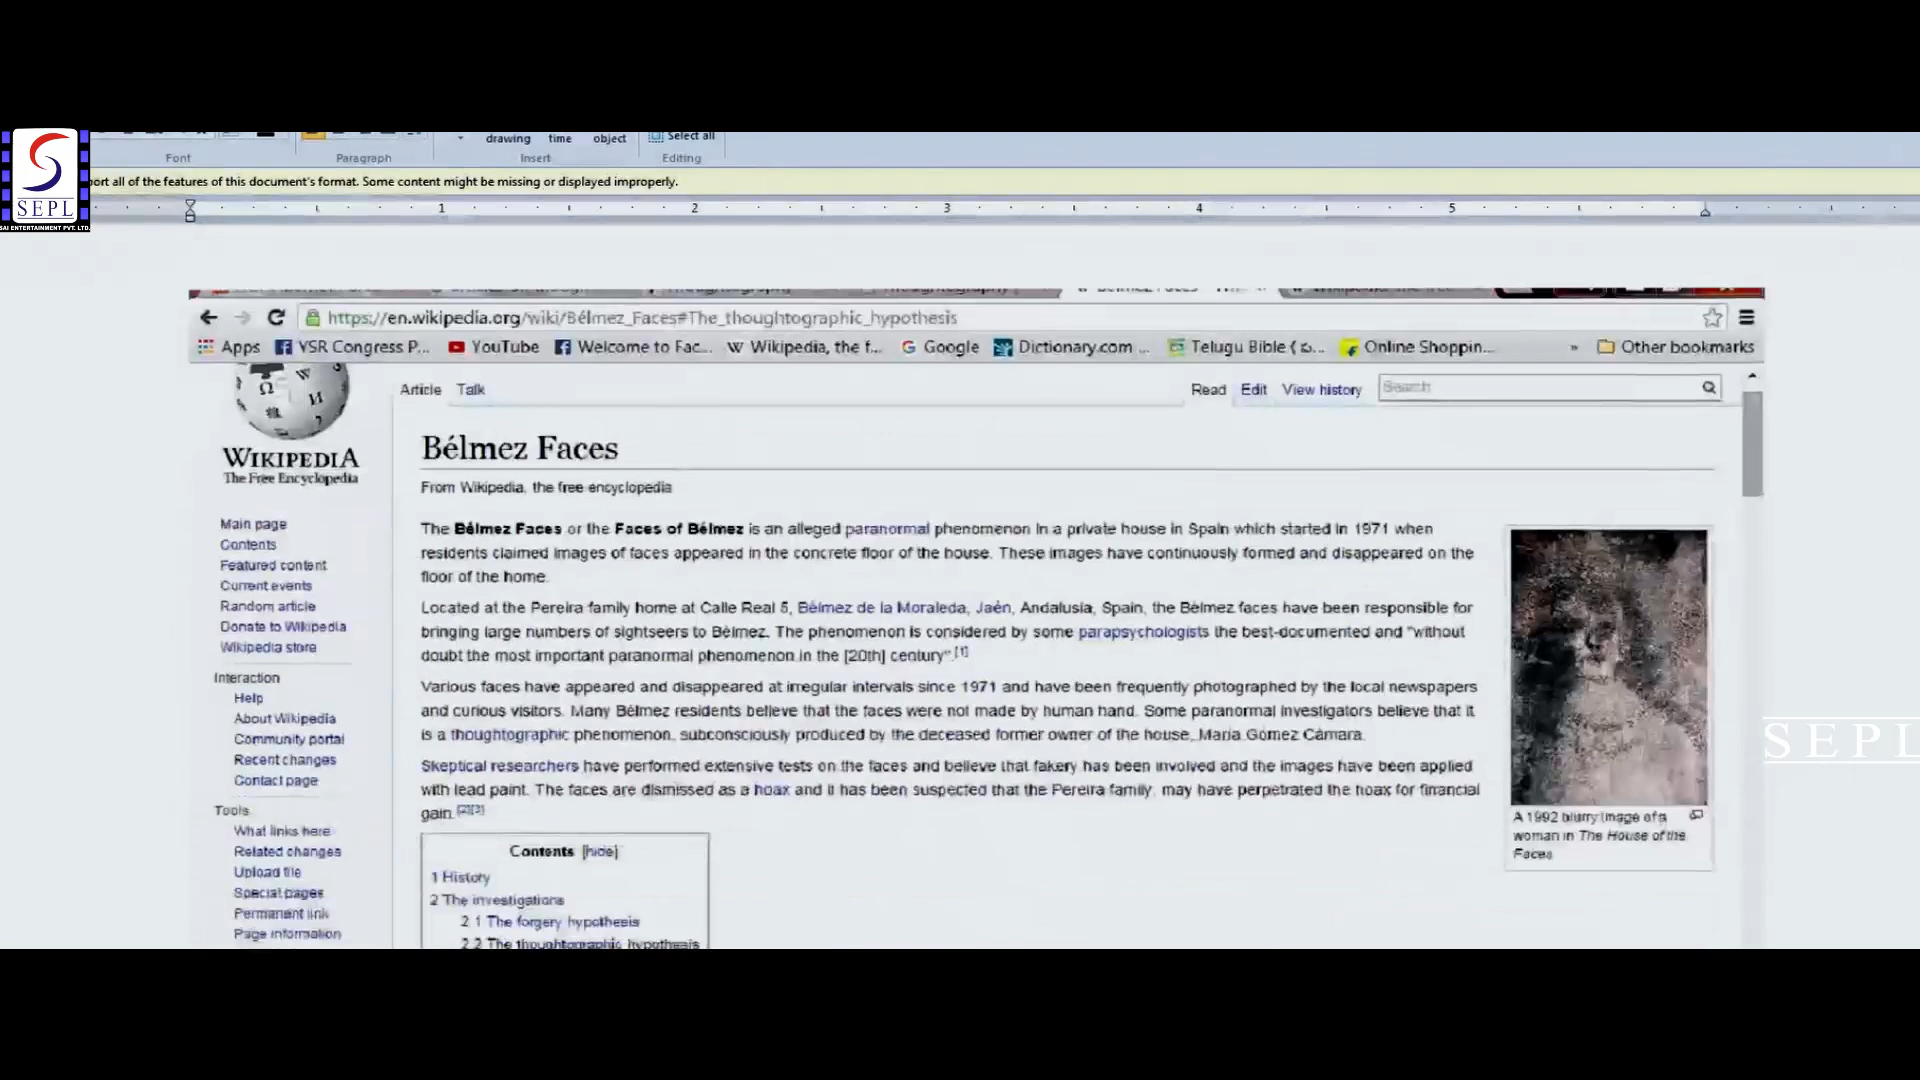 drawing time object Select all
Font Paragraph Insert Editing
ort all of the features of this document's format. Some content might be missing or displayed improperly.
1 2 3 4 5
SEPL
SAI ENTERTAINMENT PVT. LTD.
https://en.wikipedia.org/wiki/Bélmez_Faces#The_thoughtographic_hypothesis
Apps YSR Congress P... YouTube Welcome to Fac... Wikipedia, the f... Google Dictionary.com ... Telugu Bible ( ... Online Shoppin... » Other bookmarks
Article Talk Read Edit View history Search
WIKIPEDIA
The Free Encyclopedia
Main page
Contents
Featured content
Current events
Random article
Donate to Wikipedia
Wikipedia store
Interaction
Help
About Wikipedia
Community portal
Recent changes
Contact page
Tools
What links here
Related changes
Upload file
Special pages
Permanent link
Page information
Bélmez Faces
From Wikipedia, the free encyclopedia
The Bélmez Faces or the Faces of Bélmez is an alleged paranormal phenomenon in a private house in Spain which started in 1971 when
residents claimed images of faces appeared in the concrete floor of the house. These images have continuously formed and disappeared on the
floor of the home.
Located at the Pereira family home at Calle Real 5, Bélmez de la Moraleda, Jaén, Andalusia, Spain, the Bélmez faces have been responsible for
bringing large numbers of sightseers to Bélmez. The phenomenon is considered by some parapsychologists the best-documented and "without
doubt the most important paranormal phenomenon in the [20th] century".[1]
Various faces have appeared and disappeared at irregular intervals since 1971 and have been frequently photographed by the local newspapers
and curious visitors. Many Bélmez residents believe that the faces were not made by human hand. Some paranormal investigators believe that it
is a thoughtographic phenomenon, subconsciously produced by the deceased former owner of the house, María Gómez Cámara.
Skeptical researchers have performed extensive tests on the faces and believe that fakery has been involved and the images have been applied
with lead paint. The faces are dismissed as a hoax and it has been suspected that the Pereira family, may have perpetrated the hoax for financial
gain.[2][3]
Contents [hide]
1 History
2 The investigations
2.1 The forgery hypothesis
2.2 The thoughtographic hypothesis
A 1992 blurry image of a
woman in The House of the
Faces
SEPL